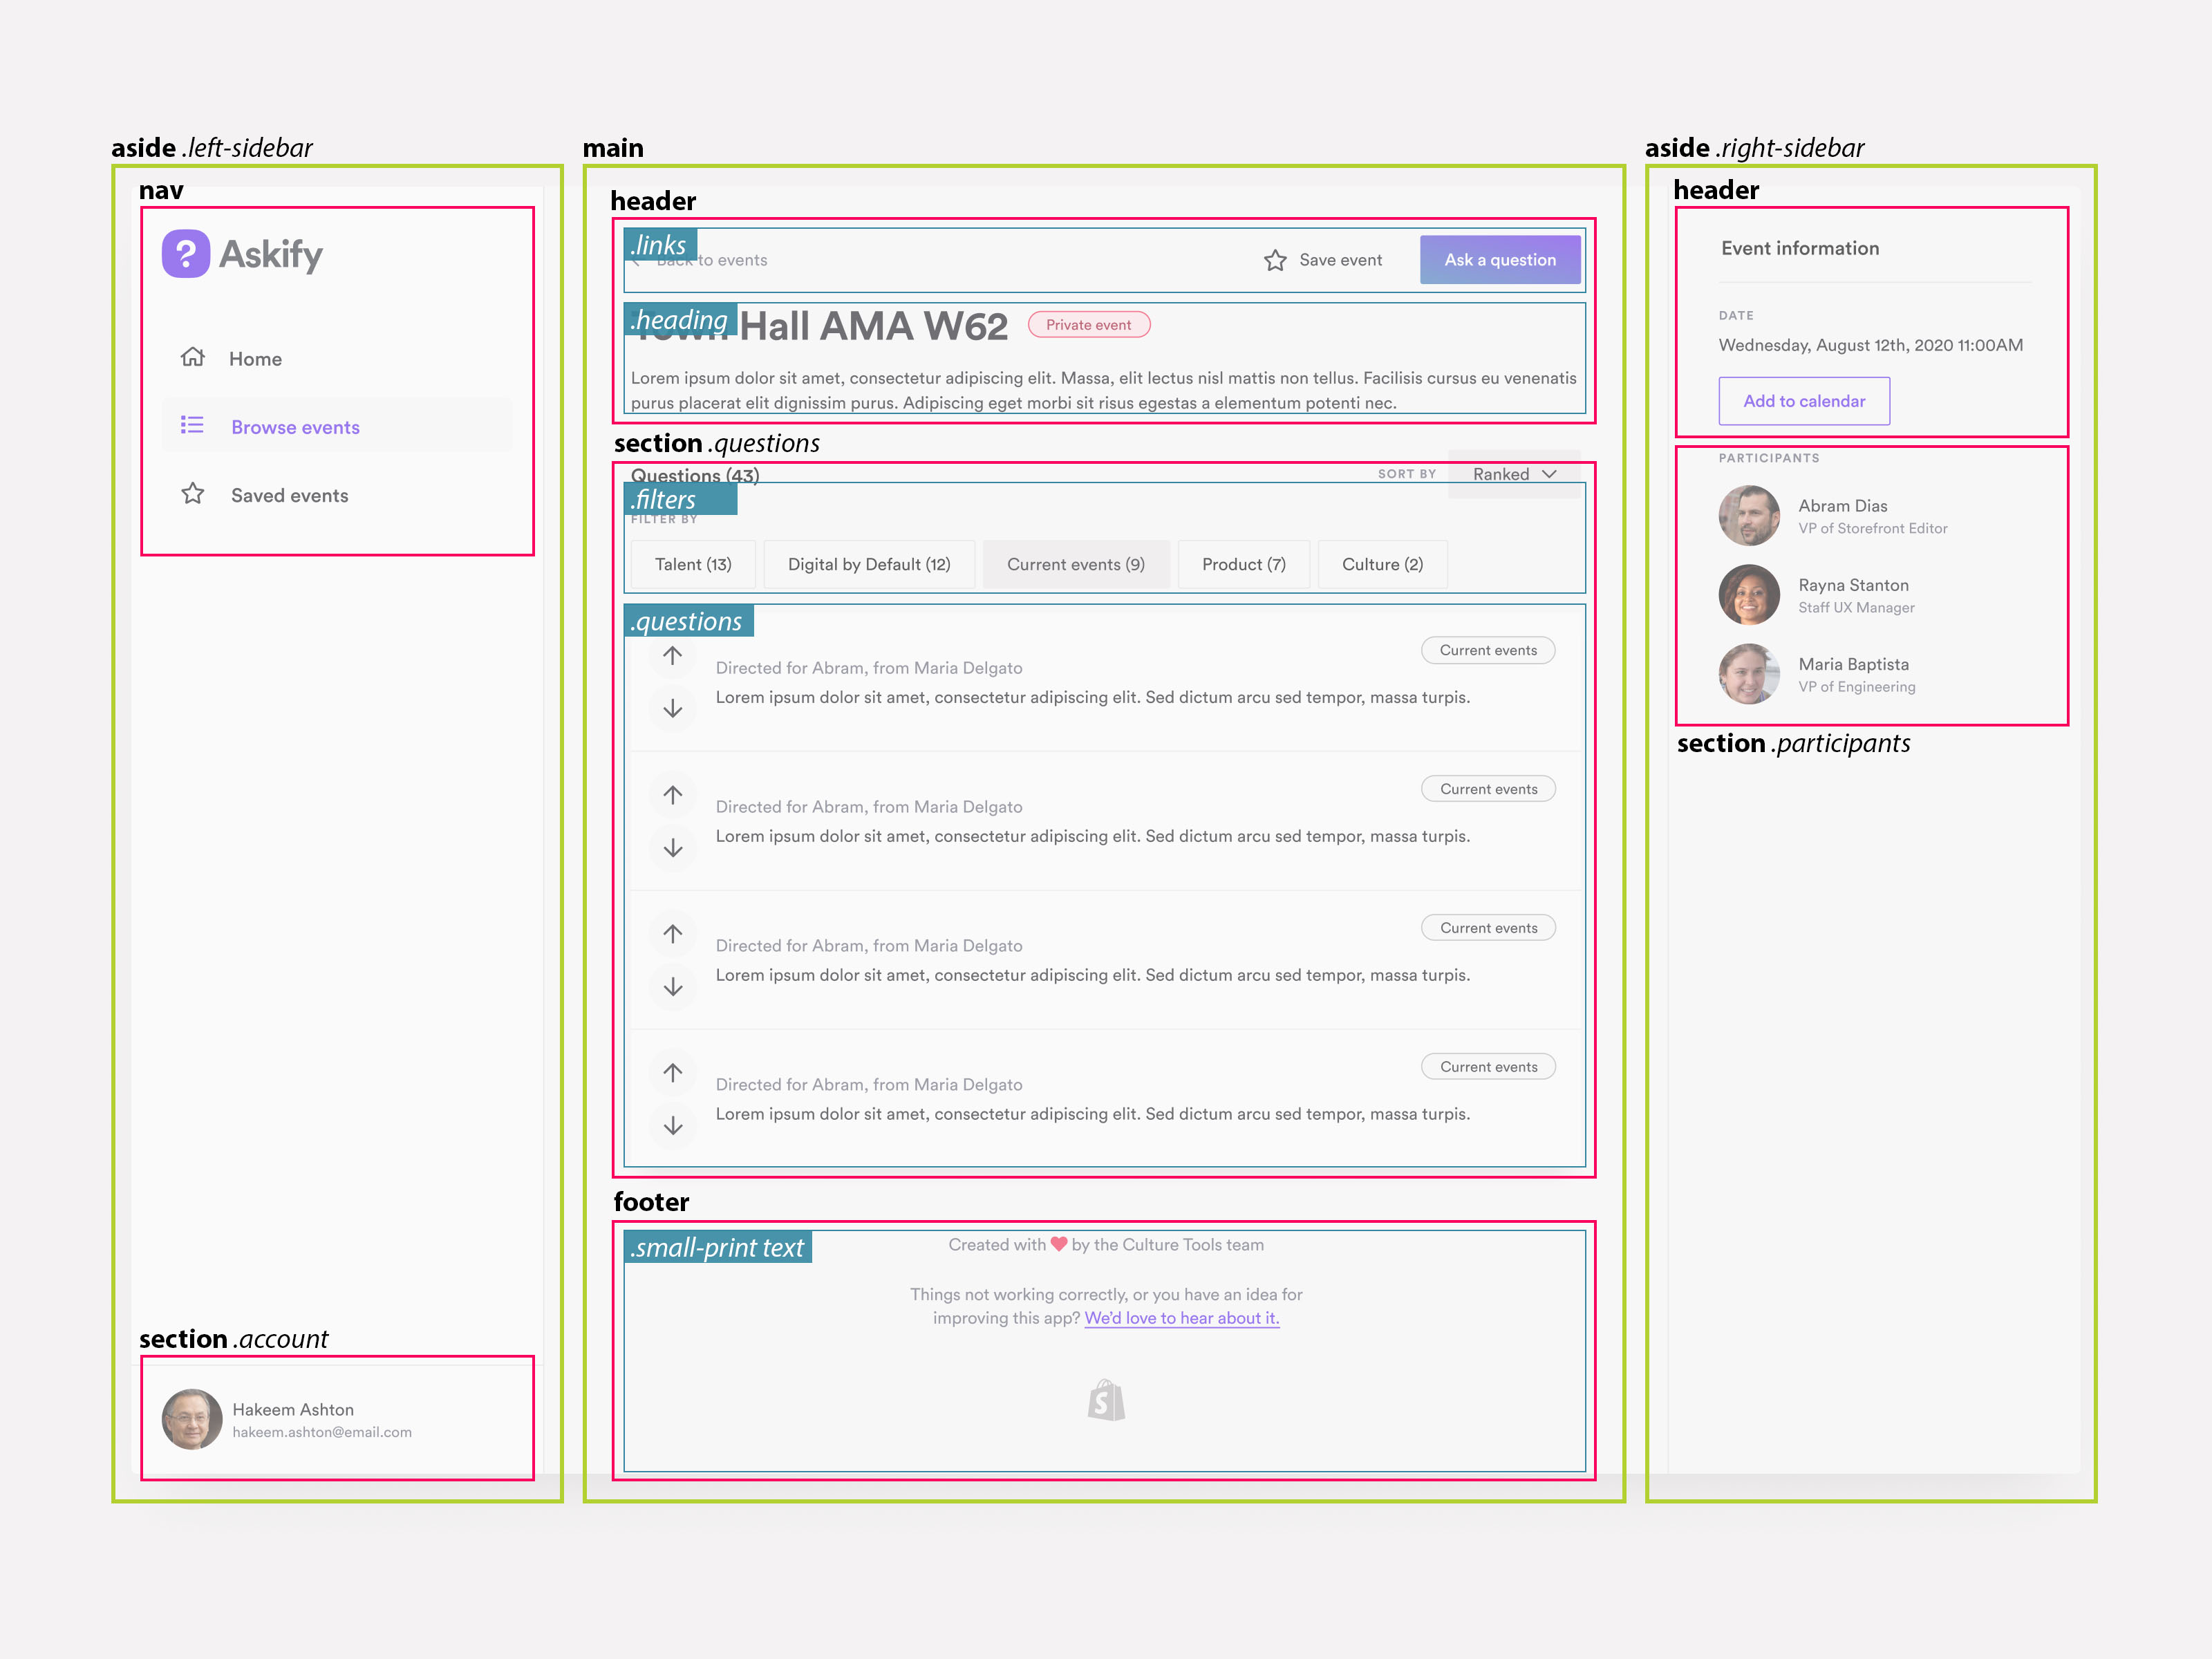 aside .left-sidebar
nav
Askify
Home
Browse events
Saved events
section .account
Hakeem Ashton
hakeem.ashton@email.com
main
header
.links
Back to events
Save event
Ask a question
.heading
Town Hall AMA W62
Private event
Lorem ipsum dolor sit amet, consectetur adipiscing elit. Massa, elit lectus nisl mattis non tellus. Facilisis cursus eu venenatis
purus placerat elit dignissim purus. Adipiscing eget morbi sit risus egestas a elementum potenti nec.
section .questions
Questions (43)
SORT BY
Ranked
.filters
FILTER BY
Talent (13)
Digital by Default (12)
Current events (9)
Product (7)
Culture (2)
.questions
Current events
Directed for Abram, from Maria Delgato
Lorem ipsum dolor sit amet, consectetur adipiscing elit. Sed dictum arcu sed tempor, massa turpis.
Current events
Directed for Abram, from Maria Delgato
Lorem ipsum dolor sit amet, consectetur adipiscing elit. Sed dictum arcu sed tempor, massa turpis.
Current events
Directed for Abram, from Maria Delgato
Lorem ipsum dolor sit amet, consectetur adipiscing elit. Sed dictum arcu sed tempor, massa turpis.
Current events
Directed for Abram, from Maria Delgato
Lorem ipsum dolor sit amet, consectetur adipiscing elit. Sed dictum arcu sed tempor, massa turpis.
footer
.small-print text
Created with ♥ by the Culture Tools team
Things not working correctly, or you have an idea for
improving this app? We'd love to hear about it.
aside .right-sidebar
header
Event information
DATE
Wednesday, August 12th, 2020 11:00AM
Add to calendar
PARTICIPANTS
Abram Dias
VP of Storefront Editor
Rayna Stanton
Staff UX Manager
Maria Baptista
VP of Engineering
section .participants